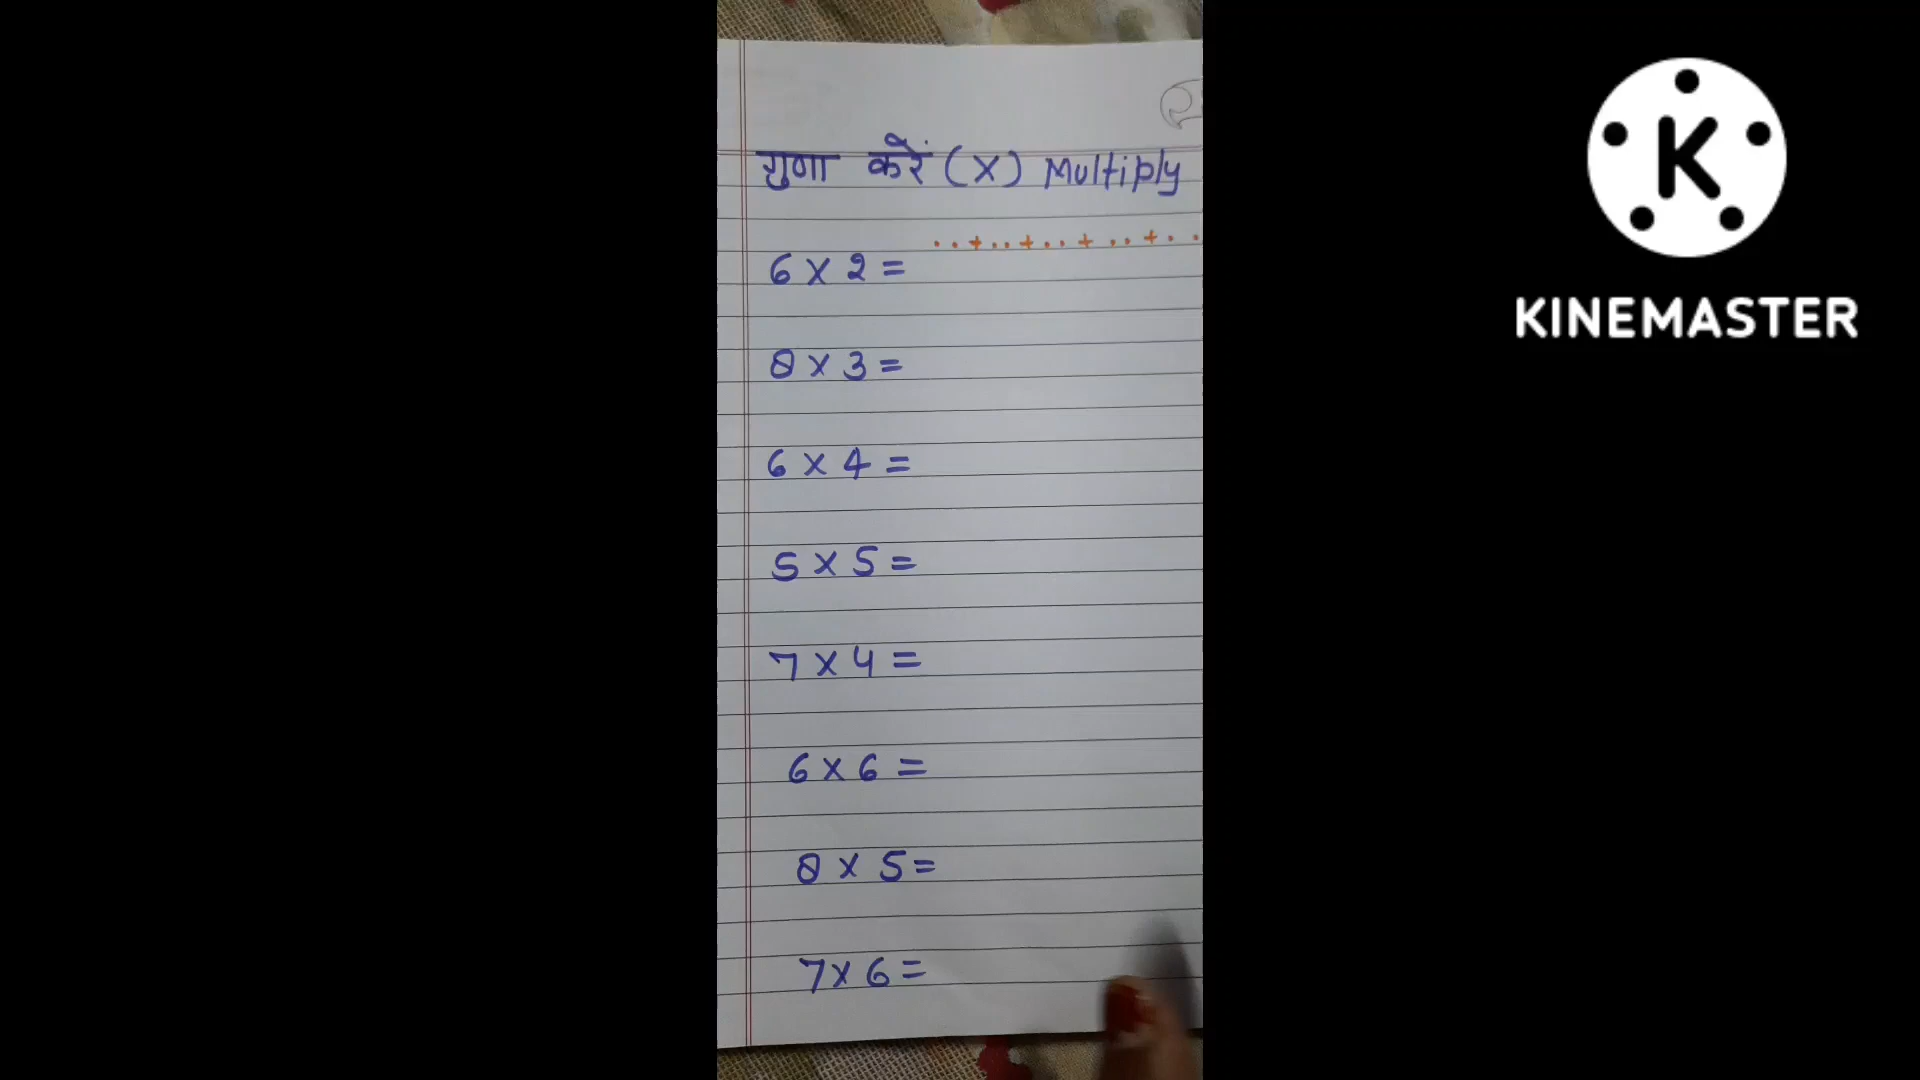 गुणा करें (X) Multiply
6 X 2 =
8 X 3 =
6 X 4 =
5 X 5 =
7 X 4 =
6 X 6 =
8 X 5 =
7 X 6 =
K
KINEMASTER